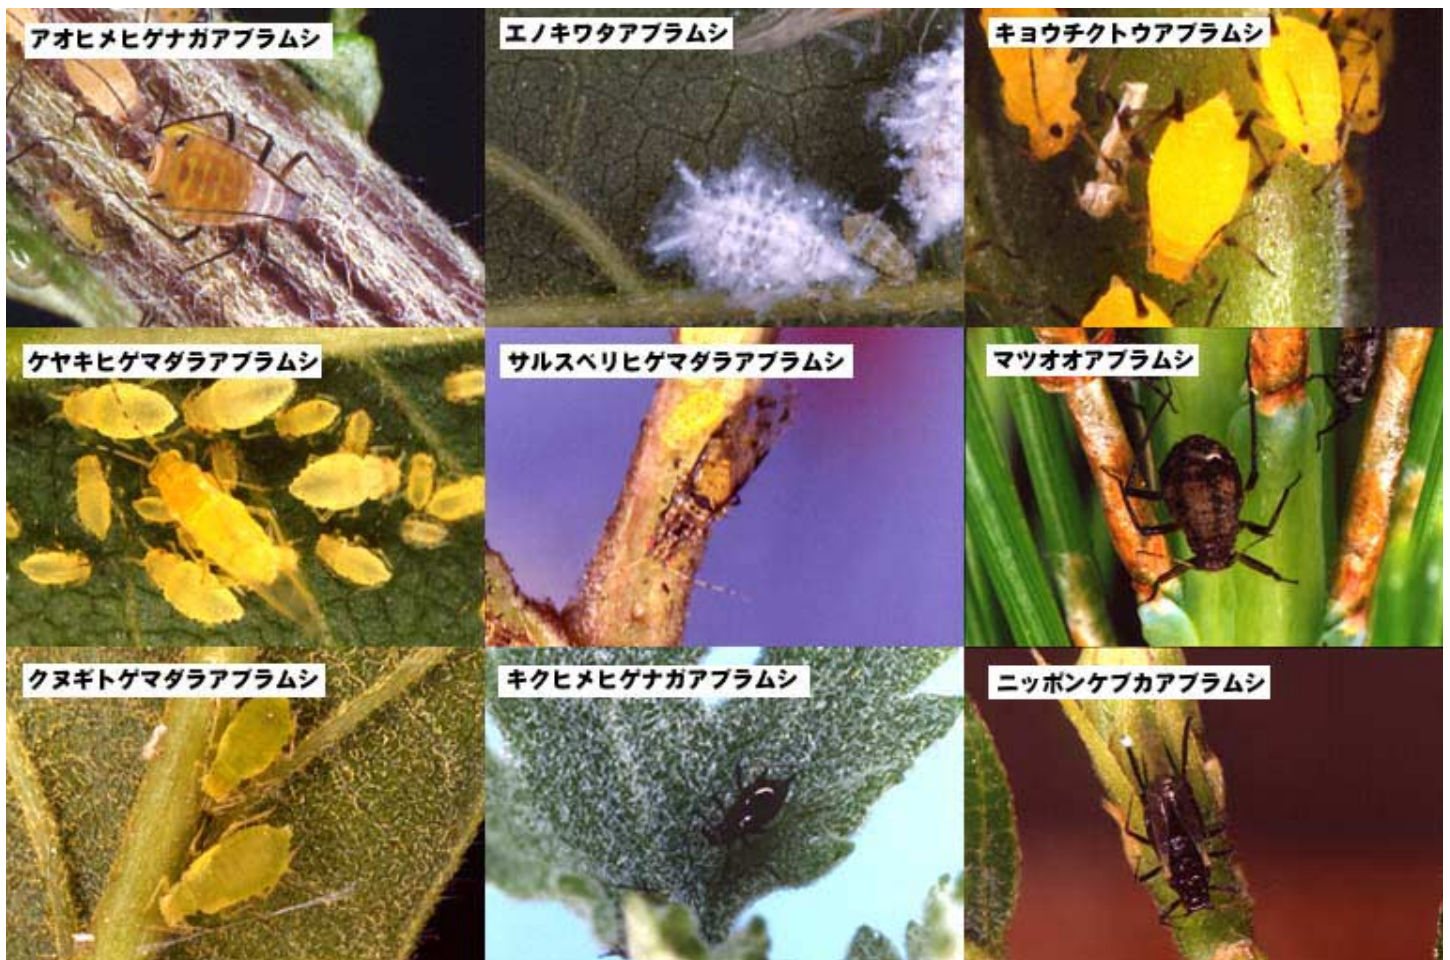 アオヒメヒゲナガアブラムシ
エノキワタアブラムシ
キョウチクトウアブラムシ
ケヤキヒゲマダラアブラムシ
サルスベリヒゲマダラアブラムシ
マツオオアブラムシ
クヌギトゲマダラアブラムシ
キクヒメヒゲナガアブラムシ
ニッポンケブカアブラムシ